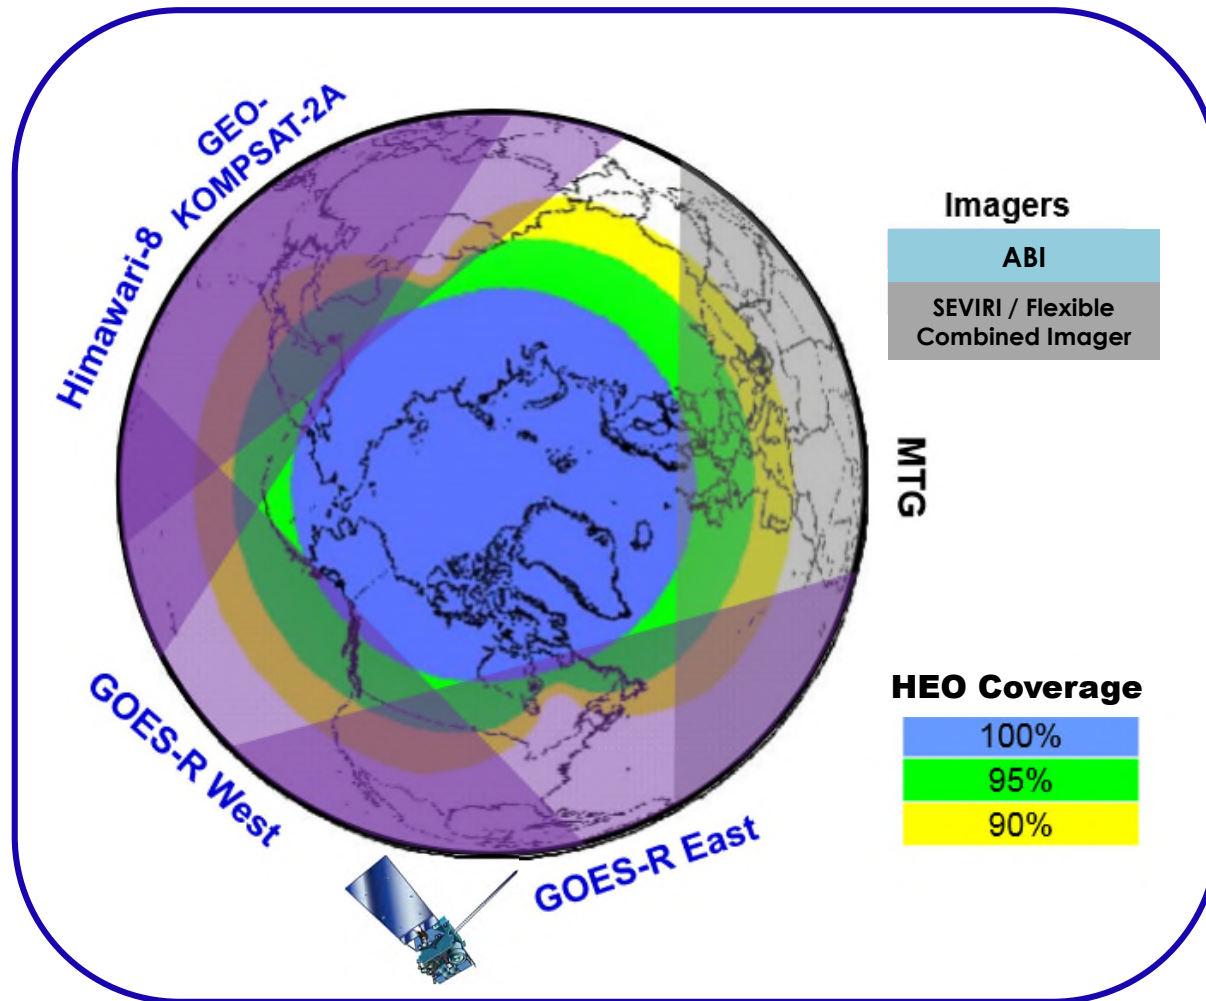 GEO-
KOMPSAT-2A
Himawari-8
GOES-R West
GOES-R East
MTG
Imagers
ABI
SEVIRI / Flexible
Combined Imager
HEO Coverage
100%
95%
90%